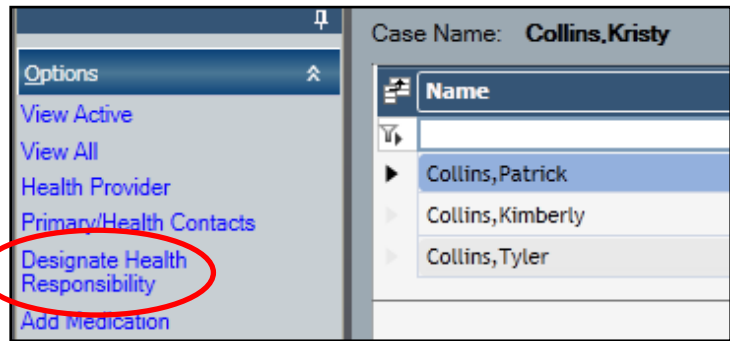 Options
View Active
View All
Health Provider
Primary/Health Contacts
Designate Health
Responsibility
Add Medication
Case Name: Collins,Kristy
Name
Collins,Patrick
Collins,Kimberly
Collins,Tyler